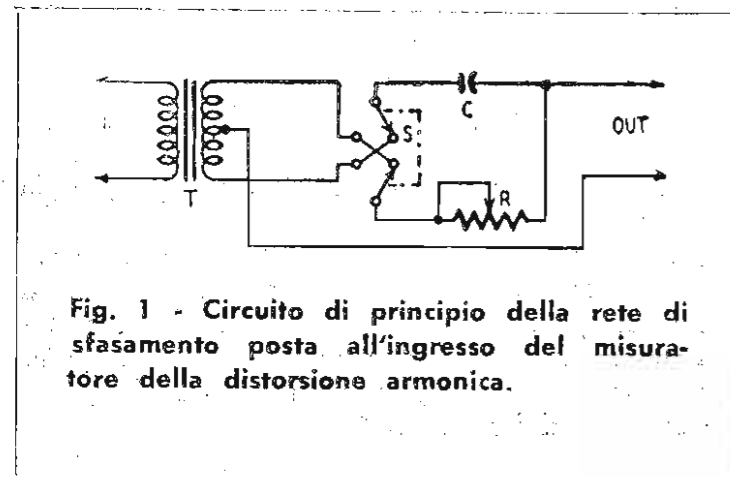 S
C
OUT
T
R
Fig. 1 - Circuito di principio della rete di
sfasamento posta all'ingresso del misura-
tore della distorsione armonica.